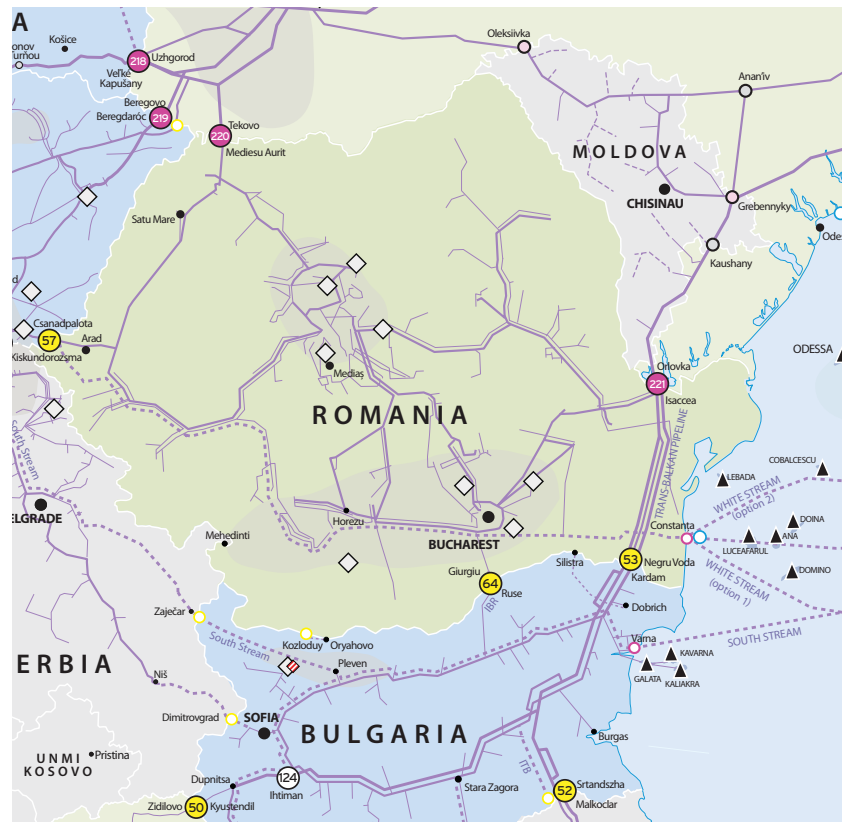 A
Košice
Oleksiivka
218
Uzhgorod
Veľké
Kapušany
Anan'iv
Beregovo
219
Beregdaróc
Tekovo
220
Mediesu Aurit
MOLDOVA
CHISINAU
Grebennyky
Satu Mare
Kaushany
Csanadpalota
57
Kiskundorozsma
Arad
ODESSA
Mediaş
Orlovka
221
Isaccea
ROMANIA
South Stream
TRANS-BALKAN PIPELINE
COBALCESCU
LEBADA
WHITE STREAM
(option 2)
Horezu
DOINA
Constanta
ANA
LUCEAFARUL
BUCHAREST
Mehedinti
Silistra
53
Negru Voda
Kardam
WHITE STREAM
(option 1)
DOMINO
Giurgiu
64
Ruse
IBR
Zaječar
Dobrich
South Stream
Kozloduy
Oryahovo
Varna
SOUTH STREAM
KAVARNA
GALATA
KALIAKRA
Pleven
ERBIA
Niš
Dimitrovgrad
SOFIA
BULGARIA
Burgas
UNMI
KOSOVO
Pristina
124
Ihtiman
Dupnitsa
Stara Zagora
ITB
52
Srtandszha
Malkoclar
Zidilovo
50
Kyustendil